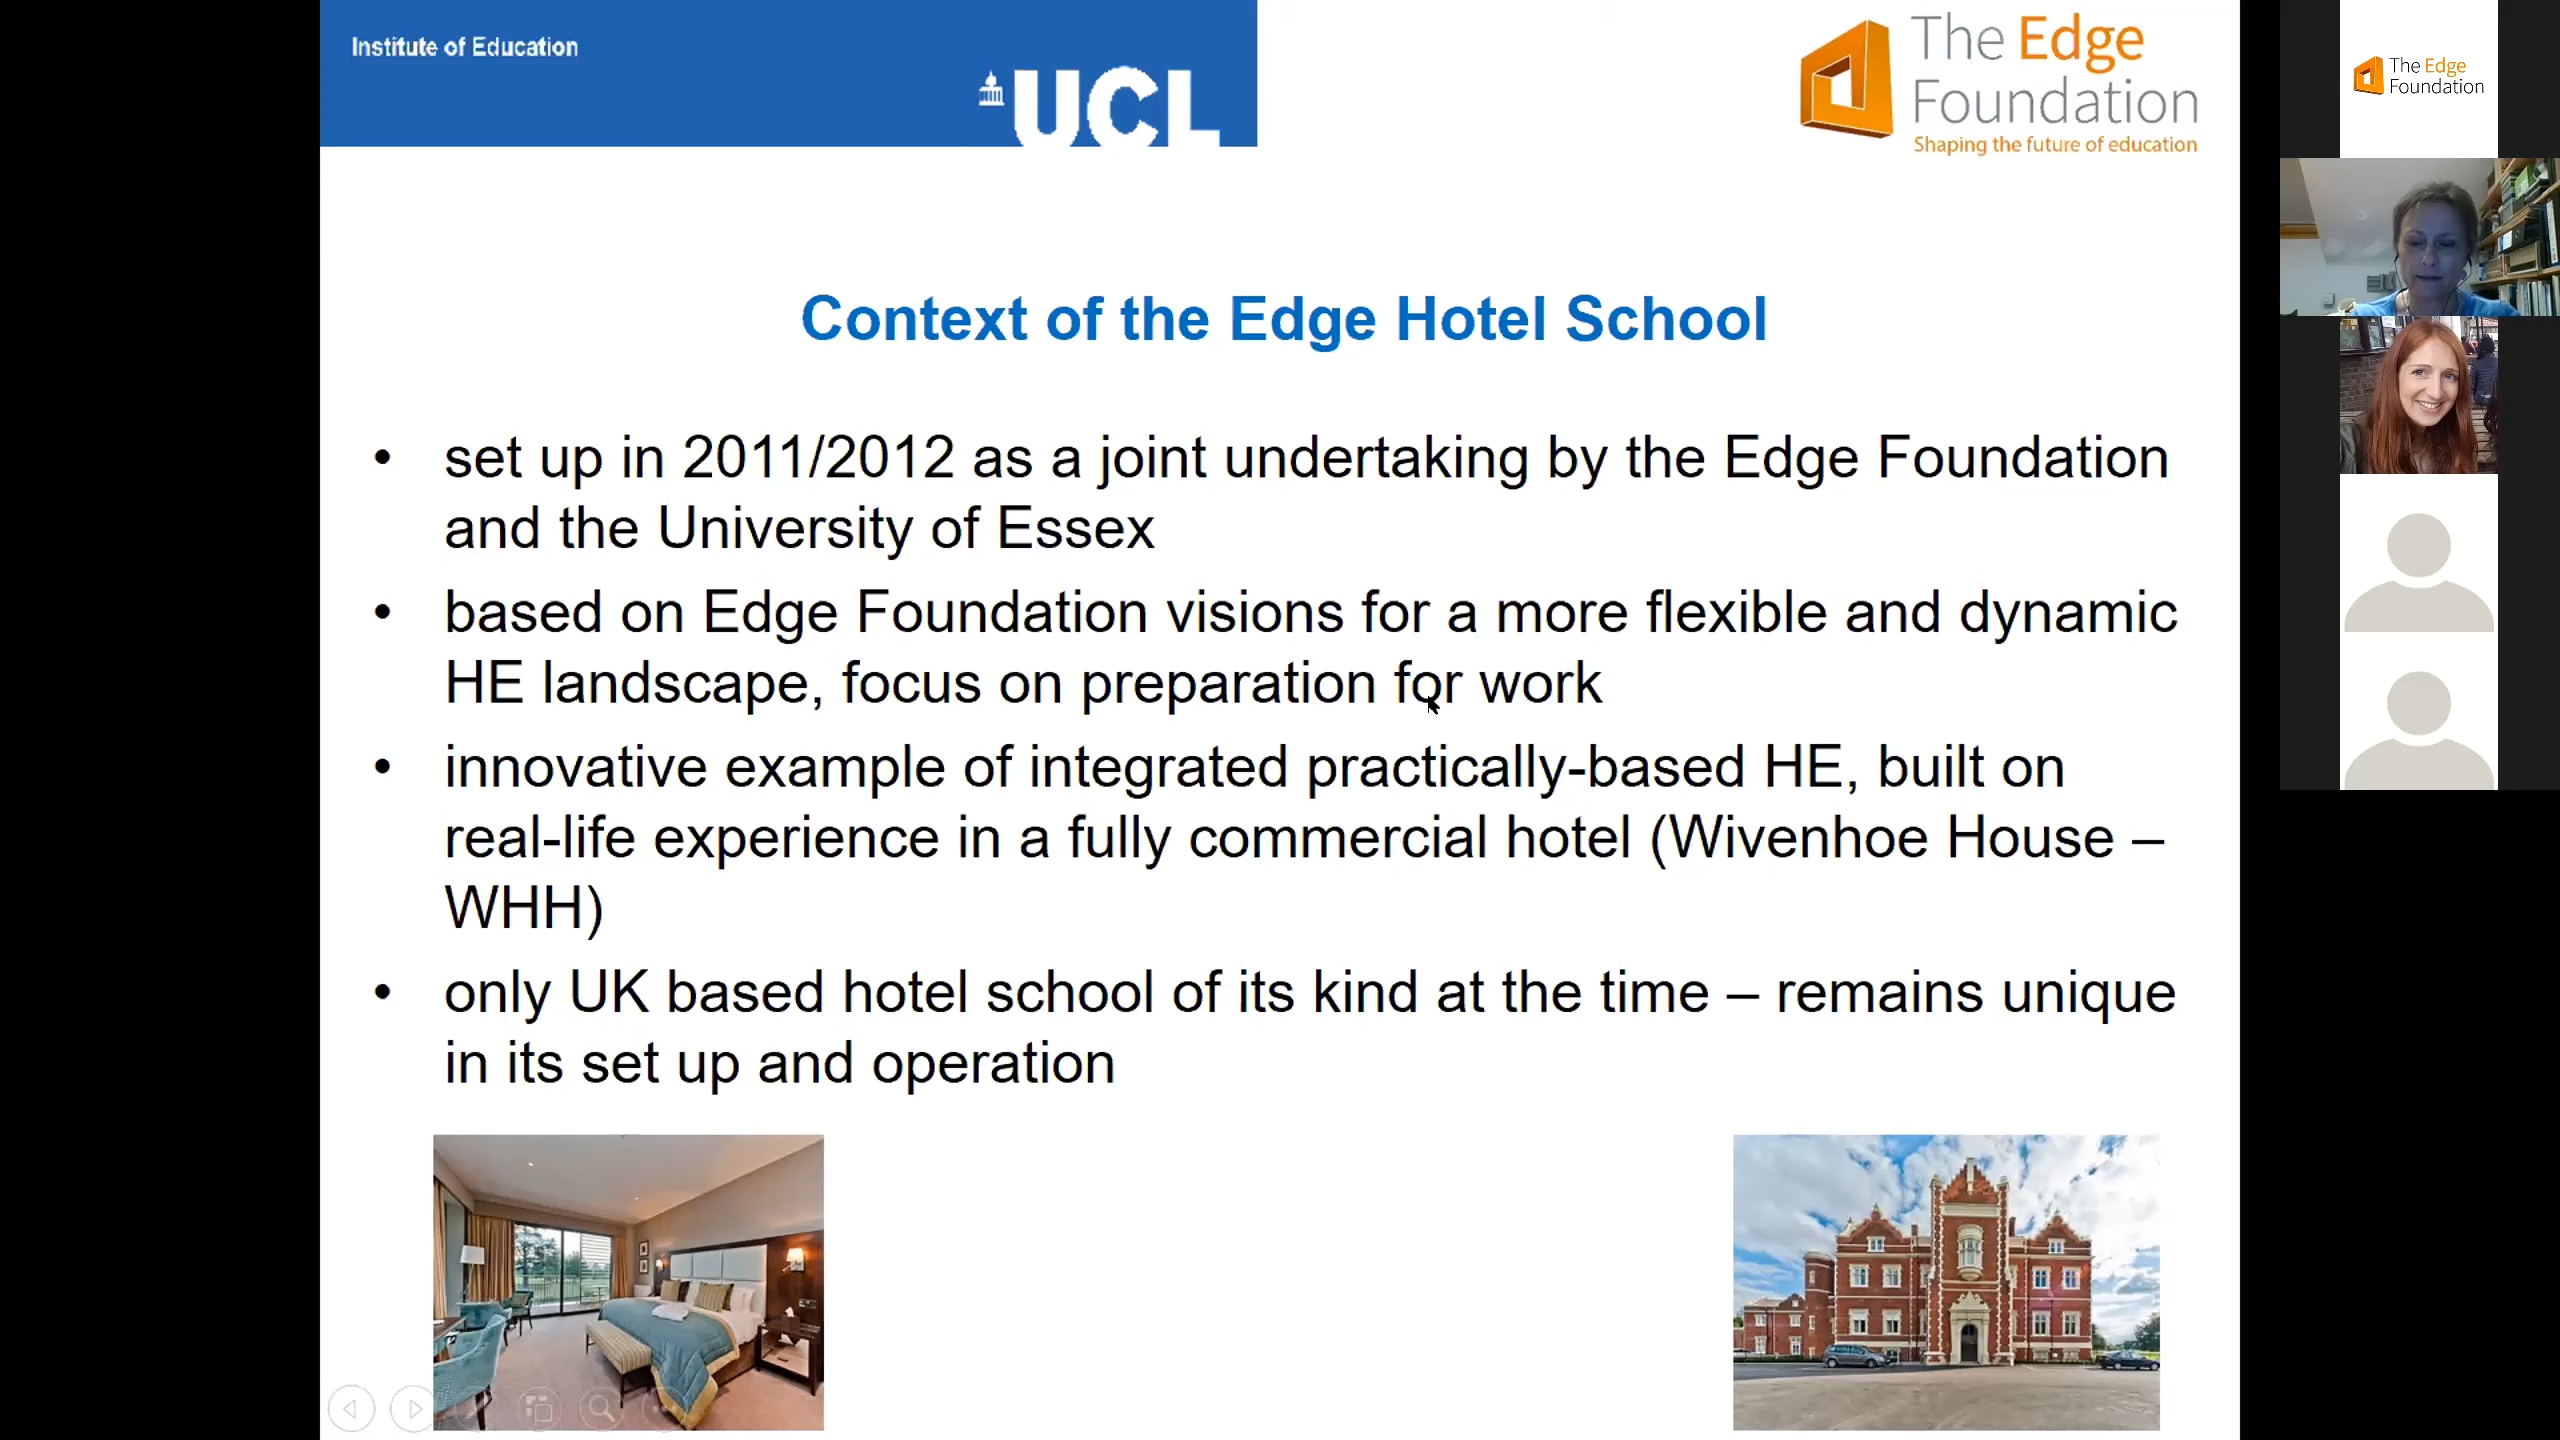 Institute of Education
UCL
The Edge
Foundation
Shaping the future of education
The Edge
Foundation
Context of the Edge Hotel School
• set up in 2011/2012 as a joint undertaking by the Edge Foundation
and the University of Essex
• based on Edge Foundation visions for a more flexible and dynamic
HE landscape, focus on preparation for work
• innovative example of integrated practically-based HE, built on
real-life experience in a fully commercial hotel (Wivenhoe House –
WHH)
• only UK based hotel school of its kind at the time – remains unique
in its set up and operation